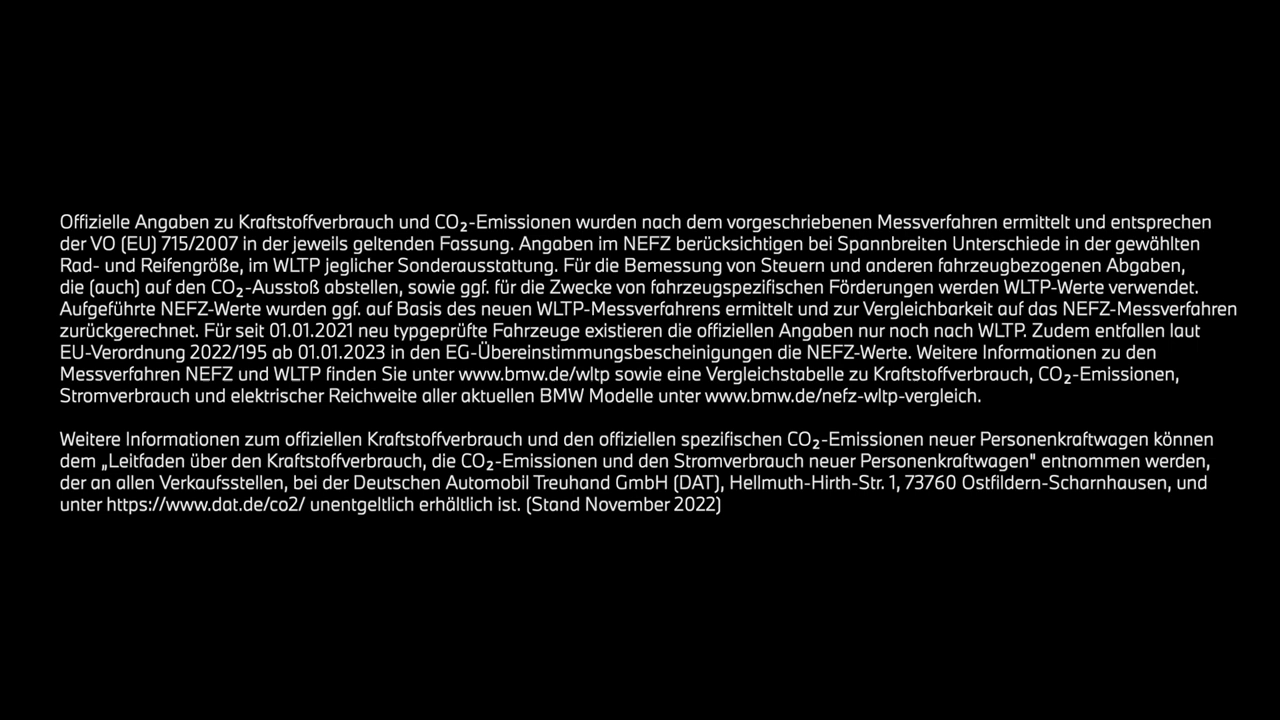 Offizielle Angaben zu Kraftstoffverbrauch und CO₂-Emissionen wurden nach dem vorgeschriebenen Messverfahren ermittelt und entsprechen
der VO (EU) 715/2007 in der jeweils geltenden Fassung. Angaben im NEFZ berücksichtigen bei Spannbreiten Unterschiede in der gewählten
Rad- und Reifengröße, im WLTP jeglicher Sonderausstattung. Für die Bemessung von Steuern und anderen fahrzeugbezogenen Abgaben,
die (auch) auf den CO₂-Ausstoß abstellen, sowie ggf. für die Zwecke von fahrzeugspezifischen Förderungen werden WLTP-Werte verwendet.
Aufgeführte NEFZ-Werte wurden ggf. auf Basis des neuen WLTP-Messverfahrens ermittelt und zur Vergleichbarkeit auf das NEFZ-Messverfahren
zurückgerechnet. Für seit 01.01.2021 neu typgeprüfte Fahrzeuge existieren die offiziellen Angaben nur noch nach WLTP. Zudem entfallen laut
EU-Verordnung 2022/195 ab 01.01.2023 in den EG-Übereinstimmungsbescheinigungen die NEFZ-Werte. Weitere Informationen zu den
Messverfahren NEFZ und WLTP finden Sie unter www.bmw.de/wltp sowie eine Vergleichstabelle zu Kraftstoffverbrauch, CO₂-Emissionen,
Stromverbrauch und elektrischer Reichweite aller aktuellen BMW Modelle unter www.bmw.de/nefz-wltp-vergleich.
Weitere Informationen zum offiziellen Kraftstoffverbrauch und den offiziellen spezifischen CO₂-Emissionen neuer Personenkraftwagen können
dem „Leitfaden über den Kraftstoffverbrauch, die CO₂-Emissionen und den Stromverbrauch neuer Personenkraftwagen" entnommen werden,
der an allen Verkaufsstellen, bei der Deutschen Automobil Treuhand GmbH (DAT), Hellmuth-Hirth-Str. 1, 73760 Ostfildern-Scharnhausen, und
unter https://www.dat.de/co2/ unentgeltlich erhältlich ist. (Stand November 2022)